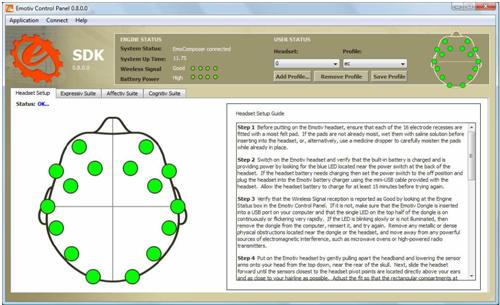 Emotiv Control Panel 0.8.0.0
Application Connect Help
ENGINE STATUS
System Status: EmoComposer connected
System Up Time: 11.75
Wireless Signal Good
Battery Power High
USER STATUS
Headset: Profile:
0 ec
Add Profile... Remove Profile Save Profile
SDK
0.8.0.0
Headset Setup Expressiv Suite Affectiv Suite Cognitiv Suite
Status: OK...
Headset Setup Guide
Step 1 Before putting on the Emotiv headset, ensure that each of the 16 electrode recesses are
fitted with a moist felt pad. If the pads are not already moist, wet them with saline solution before
inserting into the headset, or, alternatively, use a medicine dropper to carefully moisten the pads
while already in place.
Step 2 Switch on the Emotiv headset and verify that the built-in battery is charged and is
providing power by looking for the blue LED located near the power switch at the back of the
headset. If the headset battery needs charging then set the power switch to the off position and
plug the headset into the Emotiv battery charger using the mini-USB cable provided with the
headset. Allow the headset to charge for at least 15 minutes before trying again.
Step 3 Verify that the Wireless Signal reception is reported as Good by looking at the Engine
Status box in the Emotiv Control Panel. If it is not, make sure that the Emotiv Dongle is inserted
into a USB port on your computer and that the single LED on the top half of the dongle is on
continuously or flickering very rapidly. If the LED is blinking slowly or is not illuminated, then
remove the dongle from the computer, reinsert it, and try again. Remove any metallic or dense
physical obstructions located near the dongle or the headset, and move away from any powerful
sources of electromagnetic interference, such as microwave ovens or high-powered radio
transmitters.
Step 4 Put on the Emotiv headset by gently pulling apart the headband and lowering the sensor
arms onto your head from the top down, near the rear of the skull. Next, slide the headset
forward until the sensors closest to the headset pivot points are located directly above your ears
and as close to your hairline as possible. Adjust the fit so that the rectangular compartments at